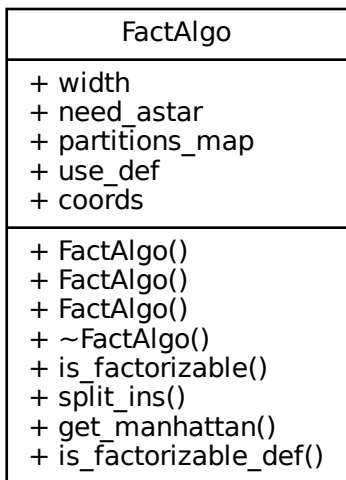 FactAlgo
+ width
+ need_astar
+ partitions_map
+ use_def
+ coords
+ FactAlgo()
+ FactAlgo()
+ FactAlgo()
+ ~FactAlgo()
+ is_factorizable()
+ split_ins()
+ get_manhattan()
+ is_factorizable_def()